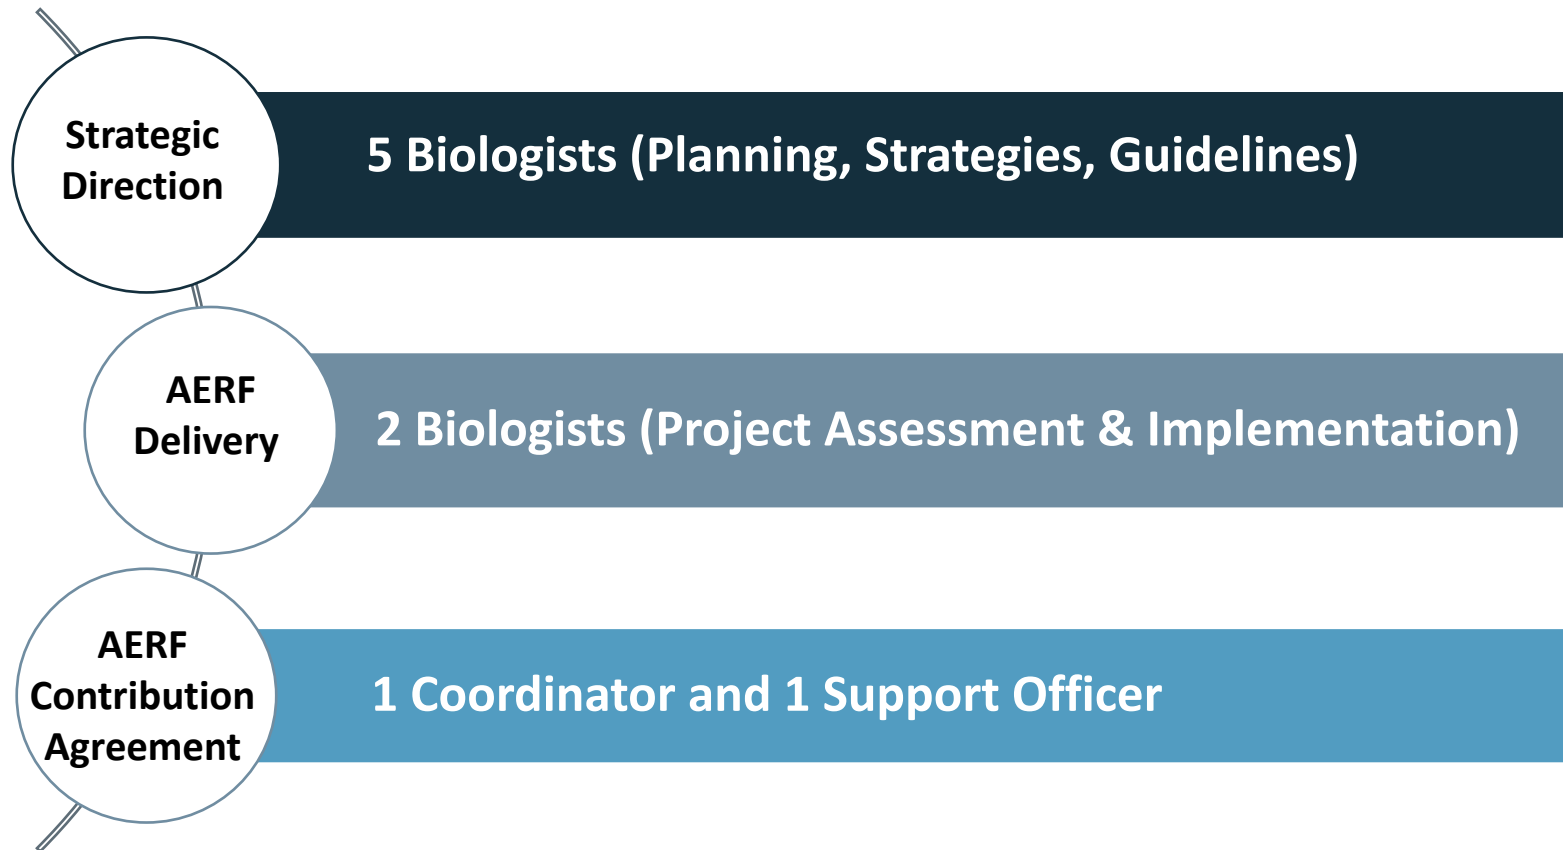 Strategic
Direction
5 Biologists (Planning, Strategies, Guidelines)
AERF
Delivery
2 Biologists (Project Assessment & Implementation)
AERF
Contribution
Agreement
1 Coordinator and 1 Support Officer